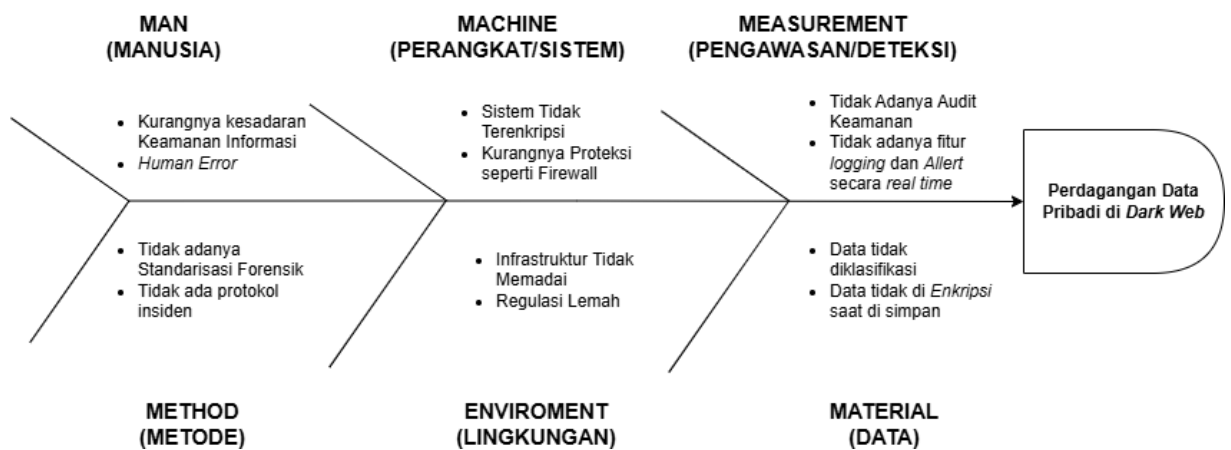 MAN
(MANUSIA)
MACHINE
(PERANGKAT/SISTEM)
MEASUREMENT
(PENGAWASAN/DETEKSI)
• Kurangnya kesadaran
Keamanan Informasi
• Human Error
• Sistem Tidak
Terenkripsi
• Kurangnya Proteksi
seperti Firewall
• Tidak Adanya Audit
Keamanan
• Tidak adanya fitur
logging dan Allert
secara real time
Perdagangan Data
Pribadi di Dark Web
• Tidak adanya
Standarisasi Forensik
• Tidak ada protokol
insiden
• Infrastruktur Tidak
Memadai
• Regulasi Lemah
• Data tidak
diklasifikasi
• Data tidak di Enkripsi
saat di simpan
METHOD
(METODE)
ENVIROMENT
(LINGKUNGAN)
MATERIAL
(DATA)